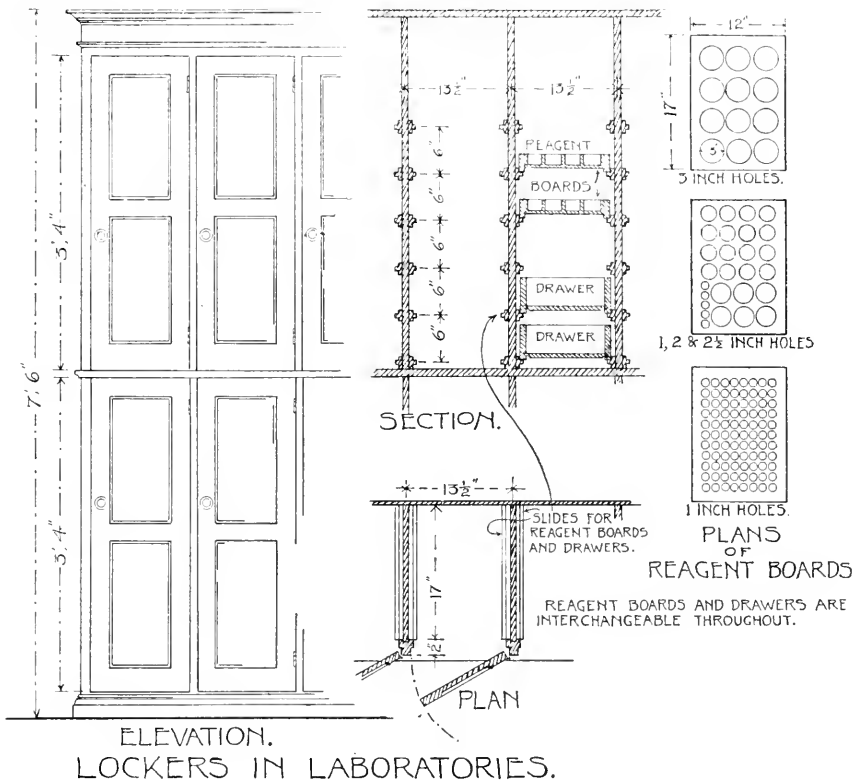 7', 6"
3', 4"
3', 4"
ELEVATION.
13½"
13½"
6"
6"
6"
6"
6"
REAGENT
BOARDS
DRAWER
DRAWER
SECTION.
13½"
17"
2"
SLIDES FOR
REAGENT BOARDS
AND DRAWERS.
PLAN
12"
17"
3"
3 INCH HOLES.
1, 2 & 2½ INCH HOLES
1 INCH HOLES.
PLANS
OF
REAGENT BOARDS
REAGENT BOARDS AND DRAWERS ARE
INTERCHANGEABLE THROUGHOUT.
LOCKERS IN LABORATORIES.